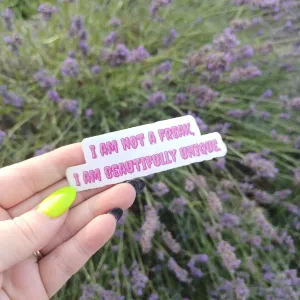 I AM NOT A FREAK,
I AM BEAUTIFULLY UNIQUE.